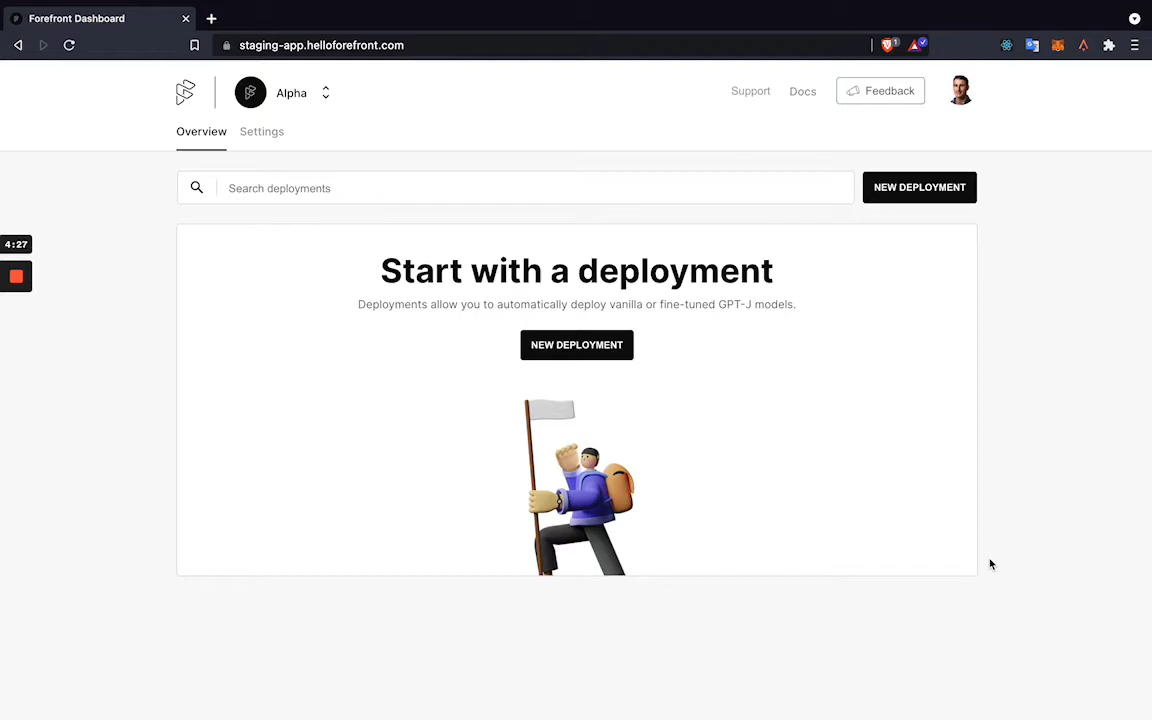 Forefront Dashboard
staging-app.helloforefront.com
1
Alpha
Support
Docs
Feedback
Overview
Settings
Search deployments
NEW DEPLOYMENT
4:27
Start with a deployment
Deployments allow you to automatically deploy vanilla or fine-tuned GPT-J models.
NEW DEPLOYMENT